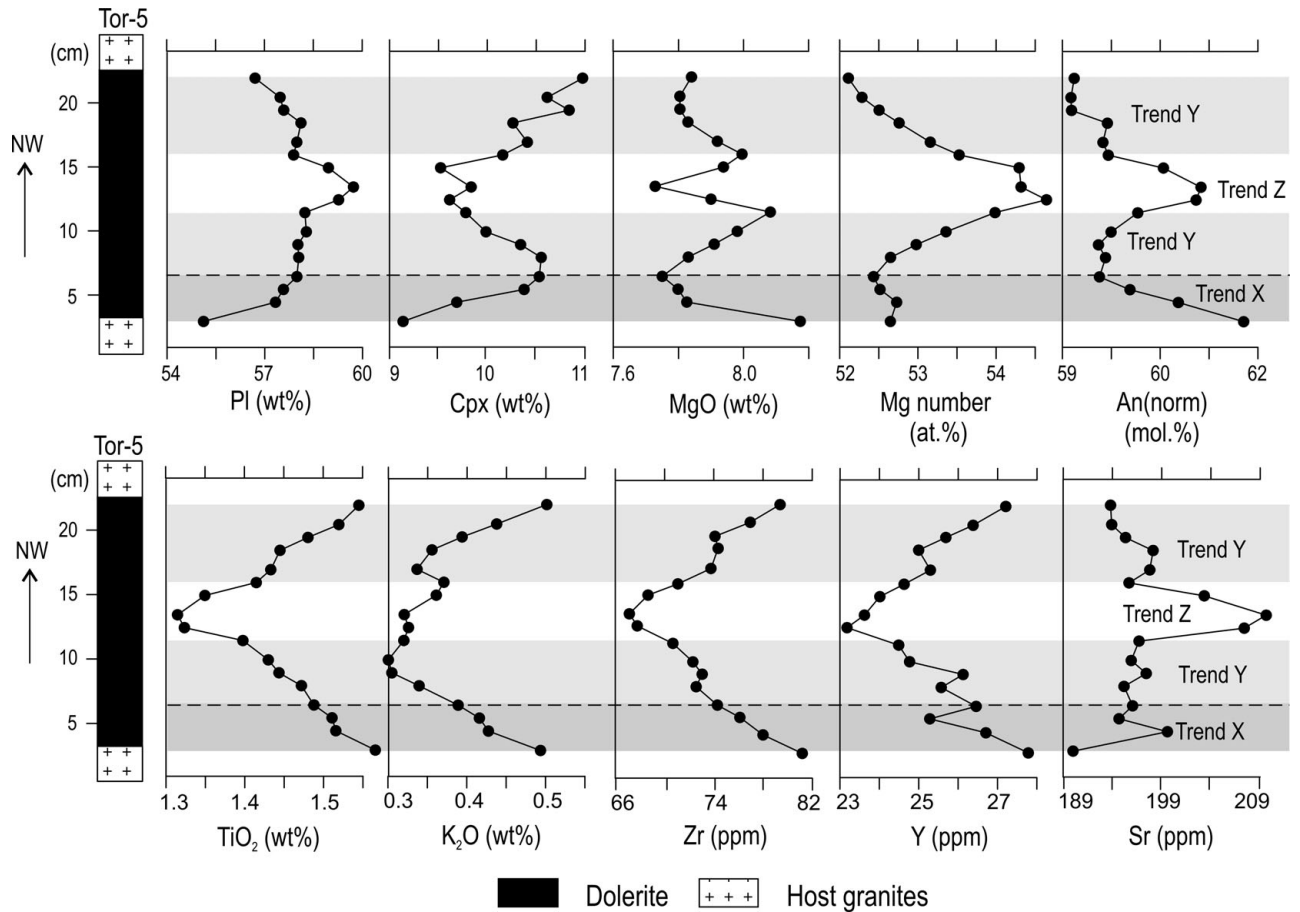 Tor-5
(cm)
20
15
10
5
NW
Trend Y
Trend Z
Trend Y
Trend X
54 57 60
9 10 11
7.6 8.0
52 53 54
59 60 62
Pl (wt%)
Cpx (wt%)
MgO (wt%)
Mg number
(at.%)
An(norm)
(mol.%)
Tor-5
(cm)
20
15
10
5
NW
Trend Y
Trend Z
Trend Y
Trend X
1.3 1.4 1.5
0.3 0.4 0.5
66 74 82
23 25 27
189 199 209
TiO₂ (wt%)
K₂O (wt%)
Zr (ppm)
Y (ppm)
Sr (ppm)
Dolerite
Host granites